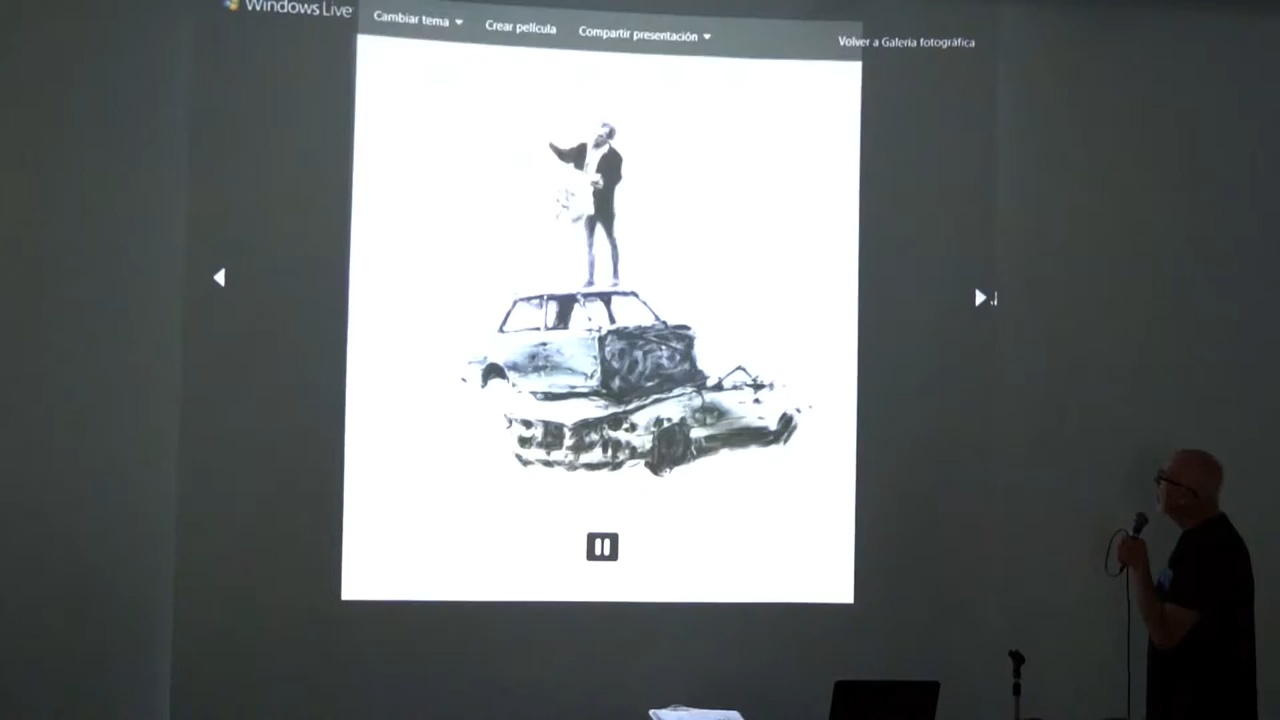 Windows Live
Cambiar tema
Crear película
Compartir presentación
Volver a Galería fotográfica